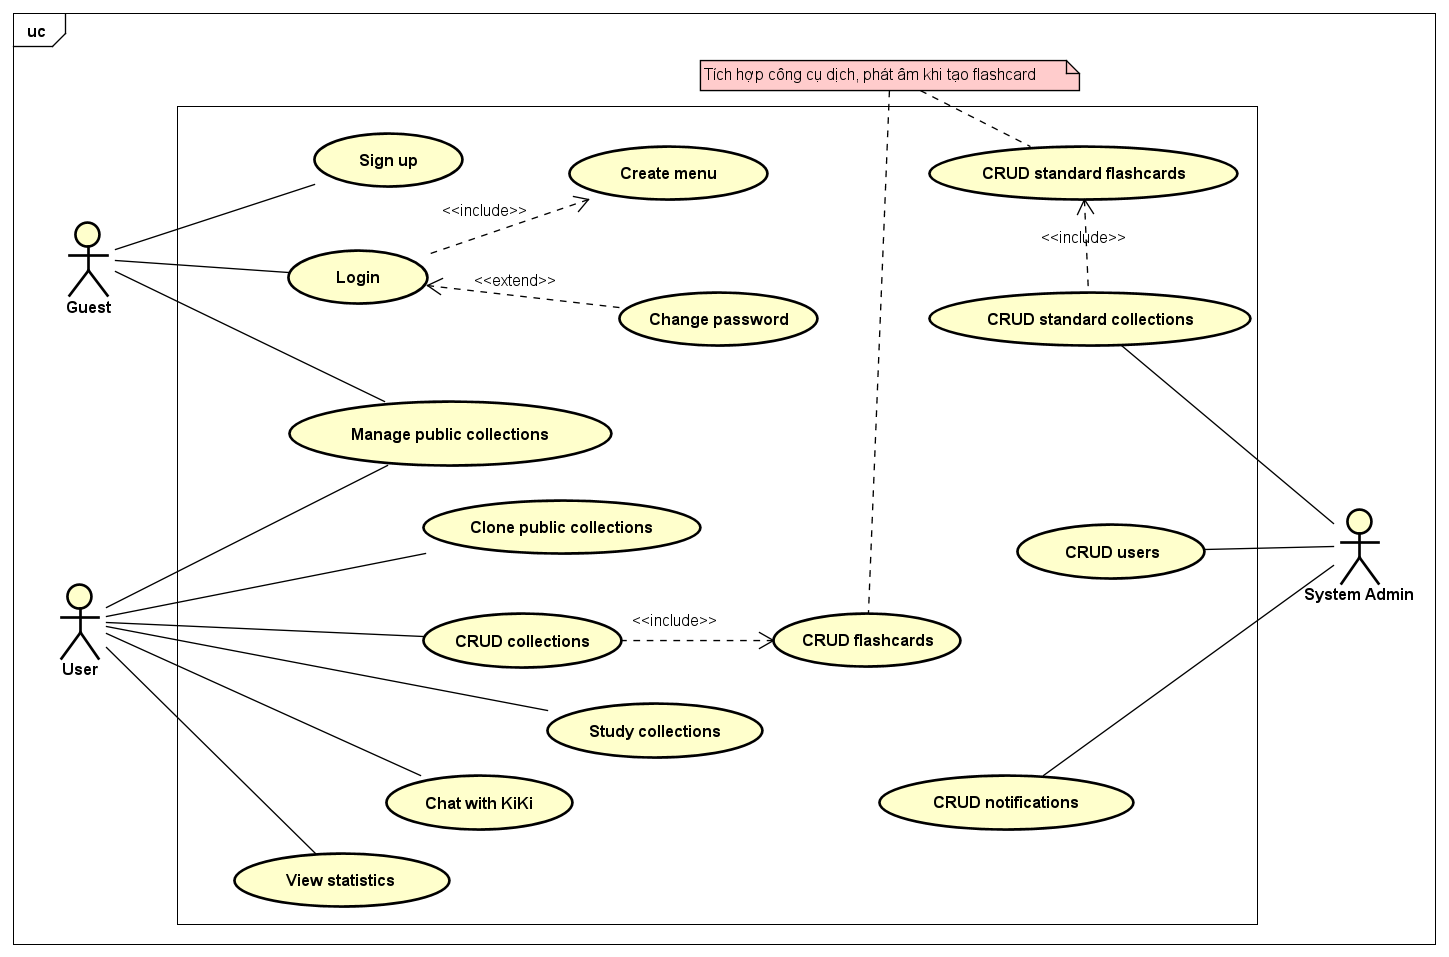 uc
Tích hợp công cụ dịch, phát âm khi tạo flashcard
Sign up
Create menu
CRUD standard flashcards
<<include>>
<<include>>
Login
<<extend>>
Guest
Change password
CRUD standard collections
Manage public collections
Clone public collections
CRUD users
System Admin
<<include>>
CRUD collections
CRUD flashcards
User
Study collections
Chat with KiKi
CRUD notifications
View statistics